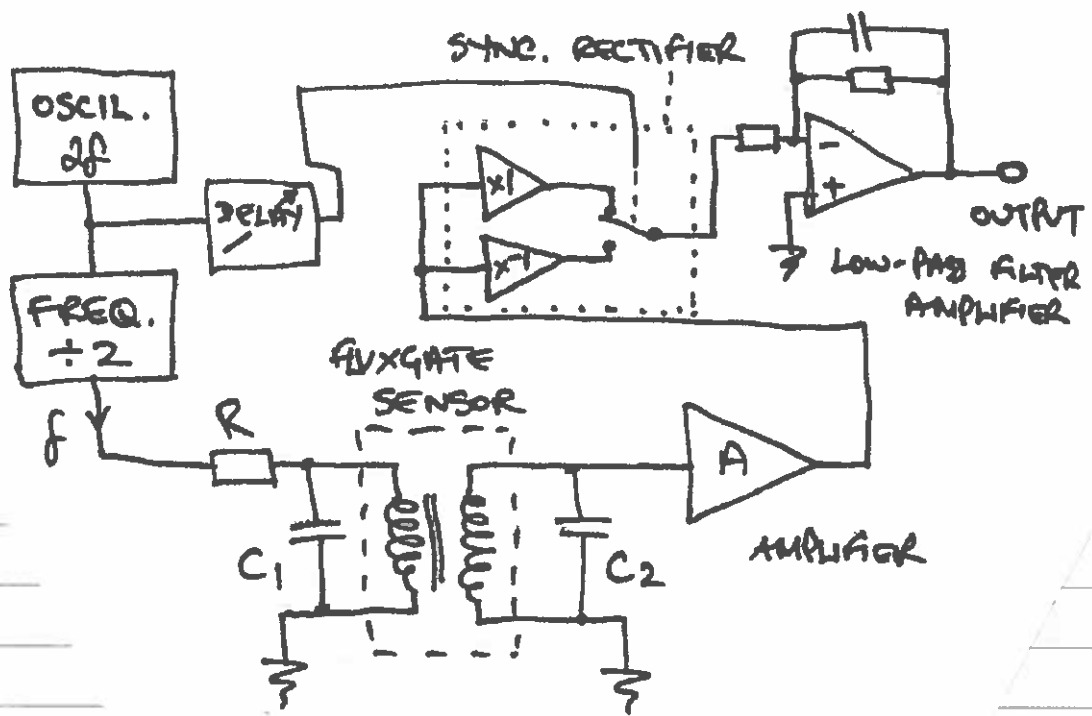 SYNC. RECTIFIER
OSCIL.
2f
DELAY
x1
x-1
-
+
OUTPUT
LOW-PASS FILTER
AMPLIFIER
FREQ.
÷2
f
R
FLUXGATE
SENSOR
C1
C2
A
AMPLIFIER